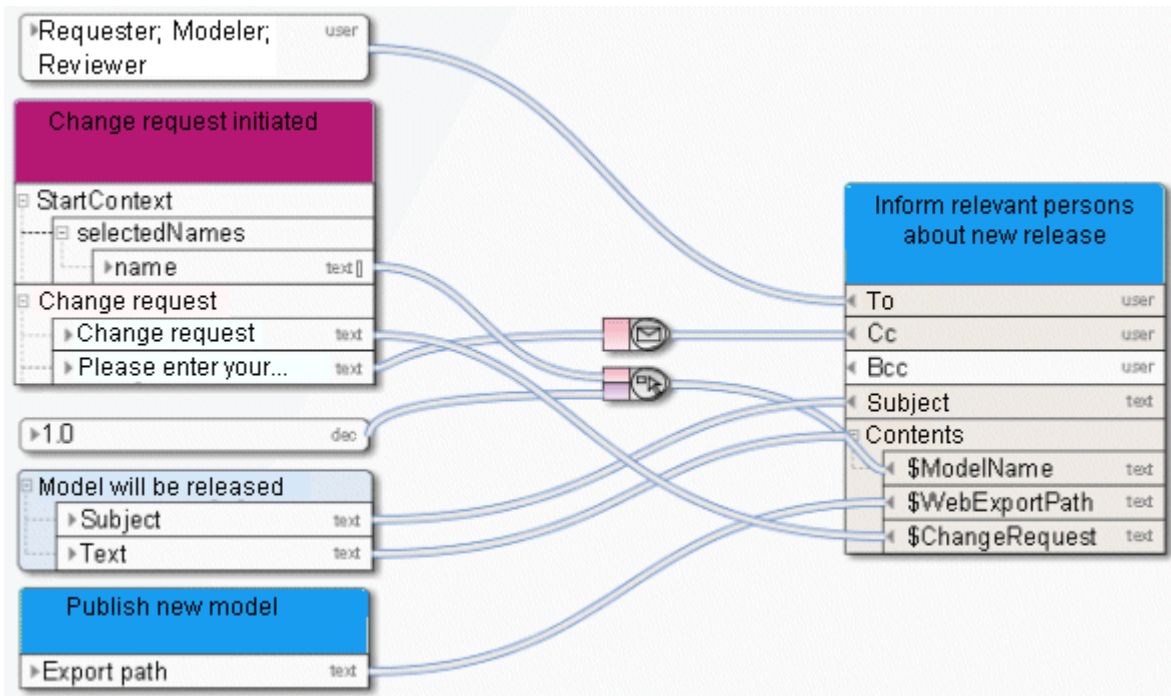 Requester; Modeler; user
Reviewer
Change request initiated
StartContext
selectedNames
name text[]
Change request
Change request text
Please enter your... text
1.0 dec
Model will be released
Subject text
Text text
Publish new model
Export path text
Inform relevant persons
about new release
To user
Cc user
Bcc user
Subject text
Contents
$ModelName text
$WebExportPath text
$ChangeRequest text